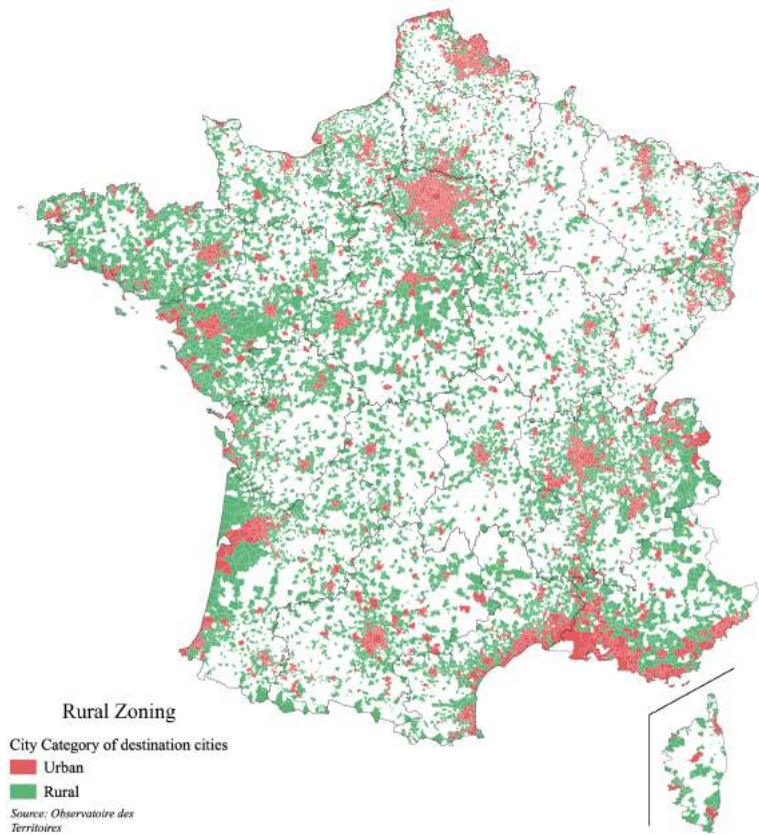 Rural Zoning
City Category of destination cities
Urban
Rural
Source: Observatoire des
Territoires